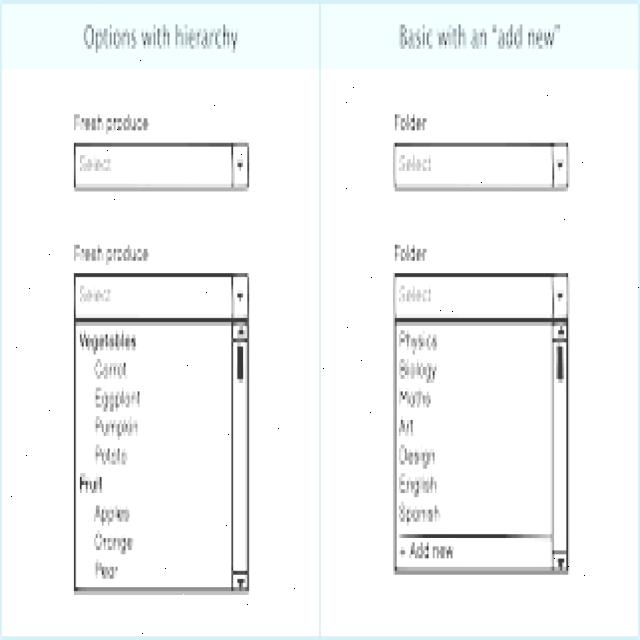 Options with hierarchy
Fresh produce
Select
Fresh produce
Select
Vegetables
Carrot
Eggplant
Pumpkin
Potato
Fruit
Apples
Orange
Pear
Basic with an "add new"
Folder
Select
Folder
Select
Physics
Biology
Maths
Art
Design
English
Spanish
+ Add new